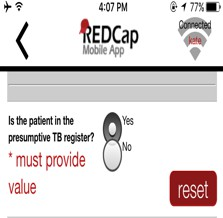 4:07 PM 77%
REDCap
Mobile App
Connected
kate
Is the patient in the
presumptive TB register?
Yes
No
* must provide
value
reset